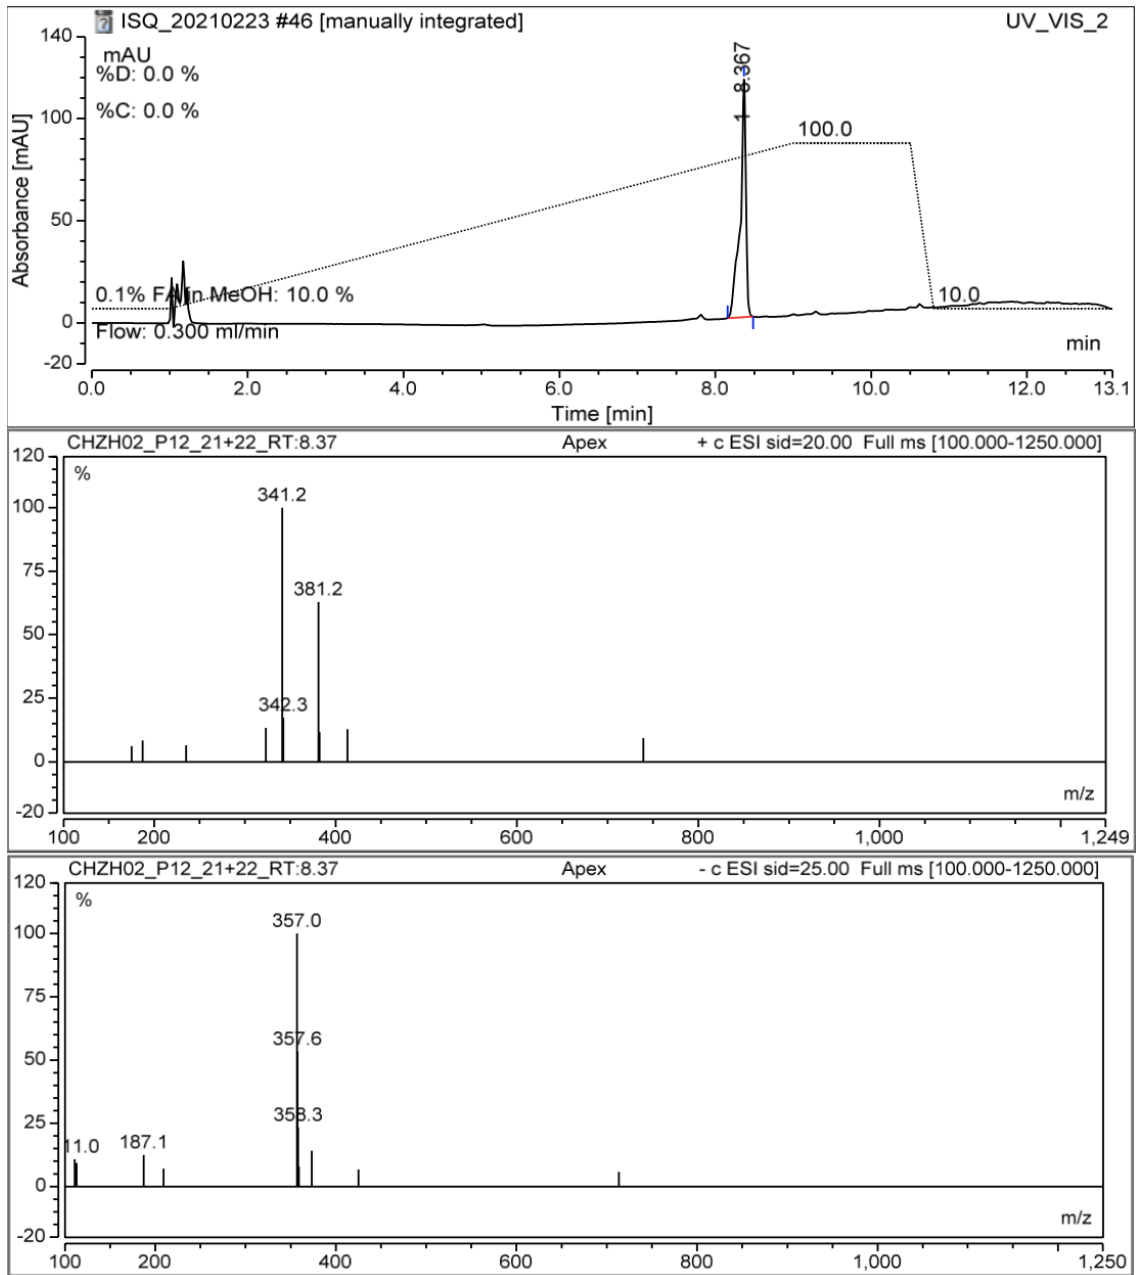 ISQ_20210223 #46 [manually integrated] UV_VIS_2
140
100
50
0
-20
Absorbance [mAU]
mAU
%D: 0.0 %
%C: 0.0 %
1 - 8.367
100.0
0.1% FA in MeOH: 10.0 %
10.0
Flow: 0.300 ml/min
min
0.0 2.0 4.0 6.0 8.0 10.0 12.0 13.1
Time [min]
CHZH02_P12_21+22_RT:8.37 Apex + c ESI sid=20.00 Full ms [100.000-1250.000]
120
100
75
50
25
0
-20
%
341.2
381.2
342.3
m/z
100 200 400 600 800 1,000 1,249
CHZH02_P12_21+22_RT:8.37 Apex - c ESI sid=25.00 Full ms [100.000-1250.000]
120
100
75
50
25
0
-20
%
357.0
357.6
358.3
11.0 187.1
m/z
100 200 400 600 800 1,000 1,250